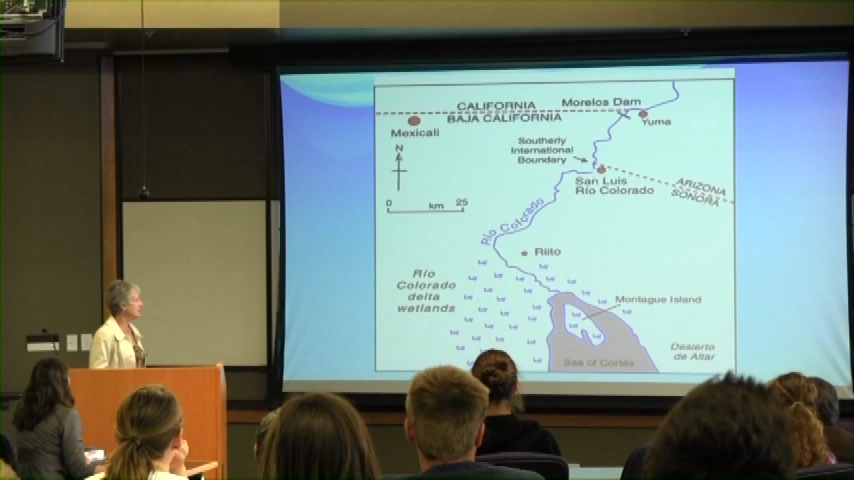 CALIFORNIA
BAJA CALIFORNIA
Morelos Dam
Yuma
Mexicali
N
Southerly
International
Boundary
San Luis
Río Colorado
ARIZONA
SONORA
0 km 25
Río Colorado
Riito
Río
Colorado
delta
wetlands
Montague Island
Desierto
de Altar
Sea of Cortés